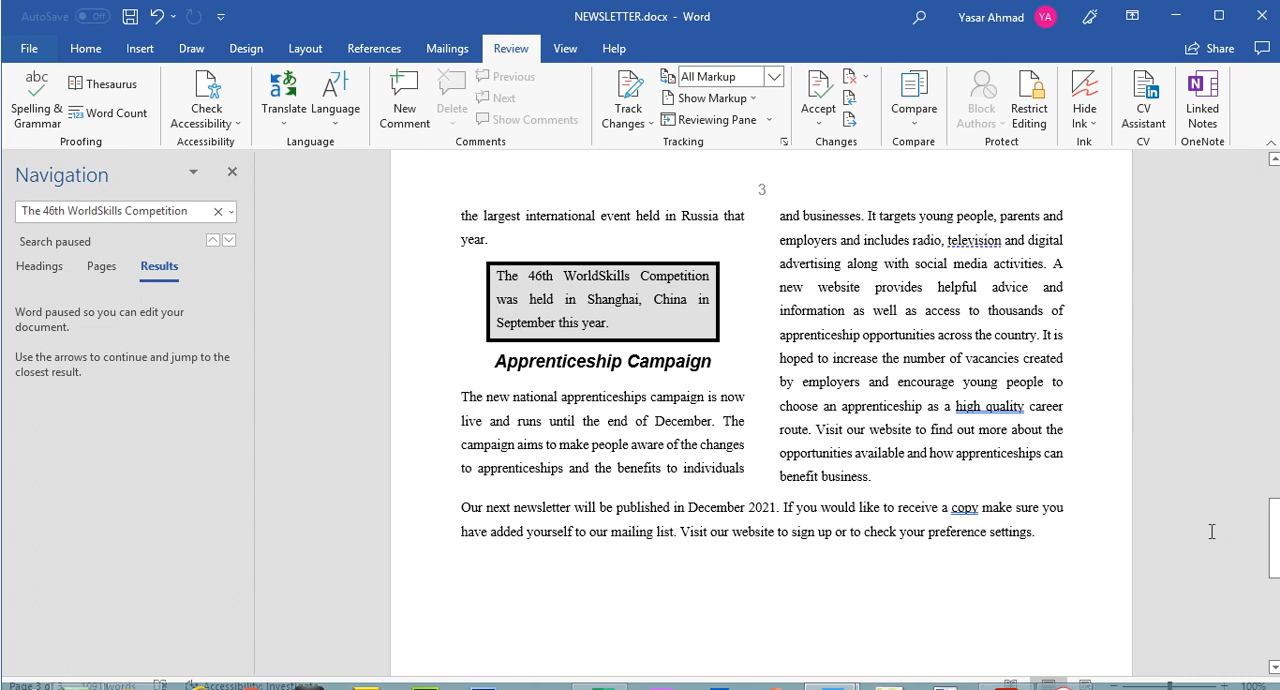 AutoSave Off NEWSLETTER.docx - Word Yasar Ahmad YA
File Home Insert Draw Design Layout References Mailings Review View Help Share
abc Spelling & Grammar
Thesaurus
Word Count
Proofing
Check Accessibility
Accessibility
Translate Language
Language
New Comment
Delete
Previous
Next
Show Comments
Comments
Track Changes
All Markup
Show Markup
Reviewing Pane
Tracking
Accept
Changes
Compare
Compare
Block Authors
Restrict Editing
Protect
Hide Ink
Ink
CV Assistant
CV
Linked Notes
OneNote
Navigation
The 46th WorldSkills Competition
Search paused
Headings Pages Results
Word paused so you can edit your
document.
Use the arrows to continue and jump to the
closest result.
3
the largest international event held in Russia that
year.
The 46th WorldSkills Competition
was held in Shanghai, China in
September this year.
Apprenticeship Campaign
The new national apprenticeships campaign is now
live and runs until the end of December. The
campaign aims to make people aware of the changes
to apprenticeships and the benefits to individuals
and businesses. It targets young people, parents and
employers and includes radio, television and digital
advertising along with social media activities. A
new website provides helpful advice and
information as well as access to thousands of
apprenticeship opportunities across the country. It is
hoped to increase the number of vacancies created
by employers and encourage young people to
choose an apprenticeship as a high quality career
route. Visit our website to find out more about the
opportunities available and how apprenticeships can
benefit business.
Our next newsletter will be published in December 2021. If you would like to receive a copy make sure you
have added yourself to our mailing list. Visit our website to sign up or to check your preference settings.
Page 3 of 3 1091 words Accessibility: Investigate 100%